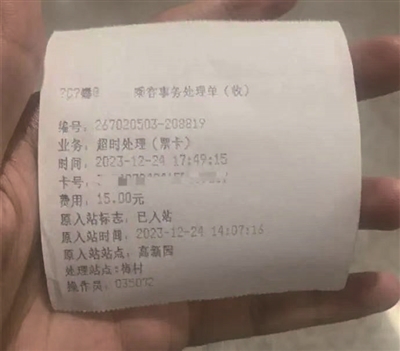 乘客事务处理单（收）
编号：267020503-208819
业务：超时处理（票卡）
时间：2023-12-24 17:49:15
卡号：
费用：15.00元
原入站标志：已入站
原入站时间：2023-12-24 14:07:16
原入站站点：高新园
处理站点：梅村
操作员：035072